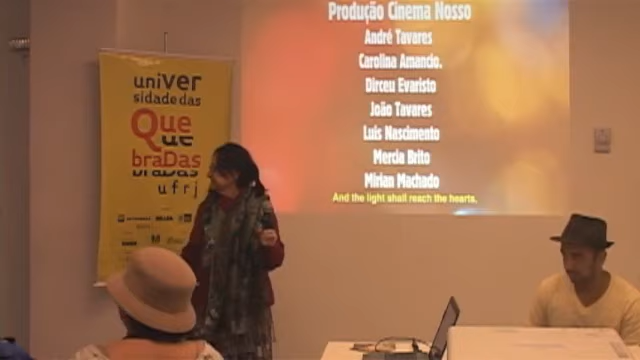 Produção Cinema Nosso
André Tavares
Carolina Amancio.
Dirceu Evaristo
João Tavares
Luis Nascimento
Mercia Brito
Mirian Machado
And the light shall reach the hearts.
uniVer
sidadedas
Que
braDas
ufrj